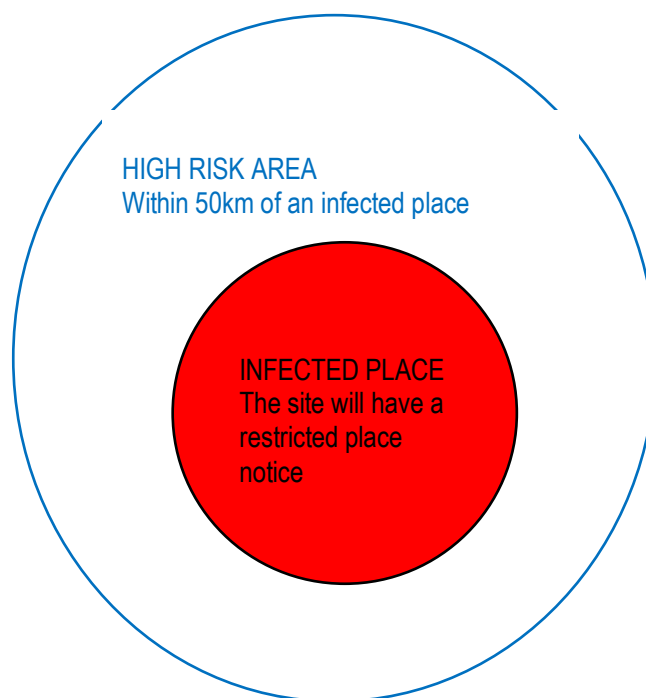 HIGH RISK AREA
Within 50km of an infected place
INFECTED PLACE
The site will have a
restricted place
notice